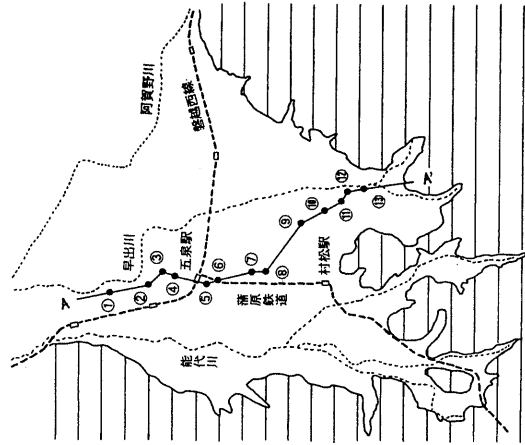 阿賀野川
磐越西線
早出川
五泉駅
蒲原鉄道
村松駅
能代川
A
①
②
③
④
⑤
⑥
⑦
⑧
⑨
⑩
⑪
⑫
⑬
A'